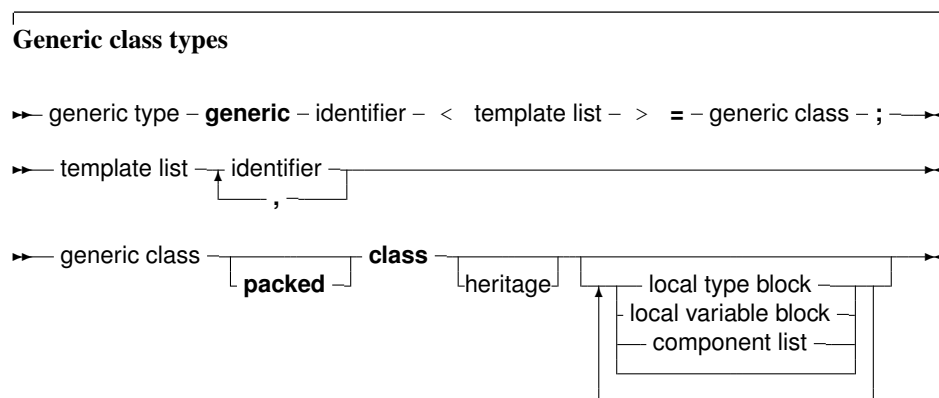 Generic class types
generic type generic identifier < template list > = generic class ;
template list identifier
,
generic class class
packed heritage local type block
local variable block
component list